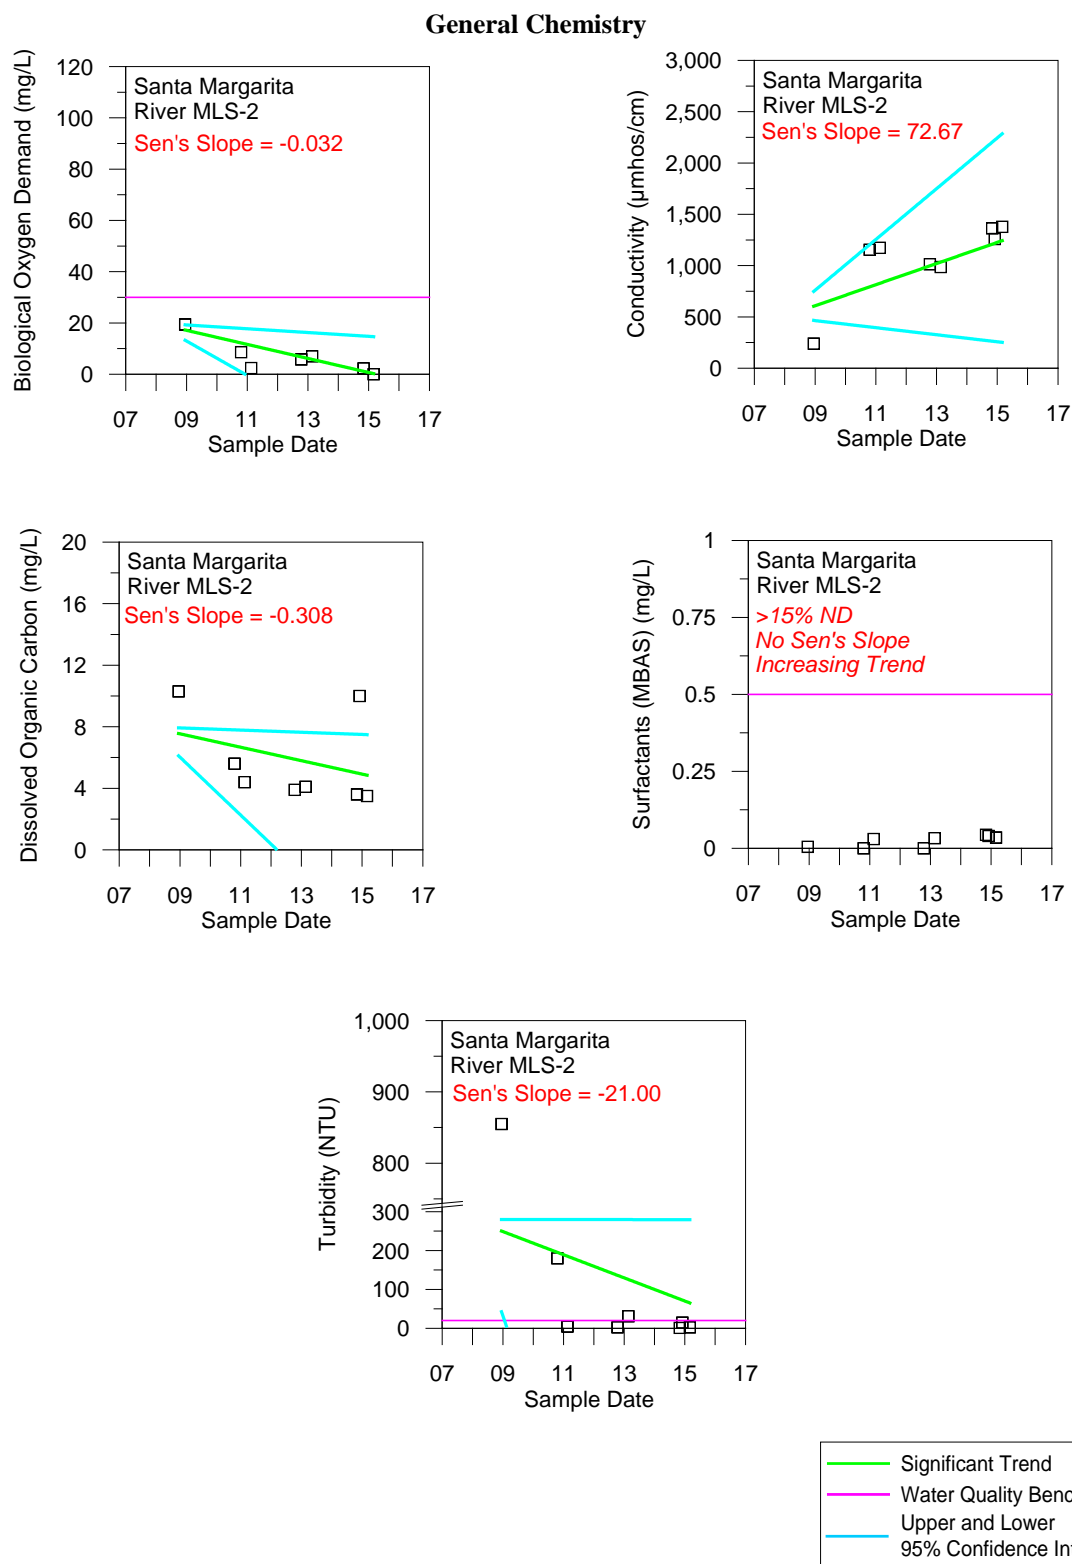 General Chemistry
Biological Oxygen Demand (mg/L)
120
100
80
60
40
20
0
Santa Margarita
River MLS-2
Sen's Slope = -0.032
07 09 11 13 15 17
Sample Date
Conductivity (µmhos/cm)
3,000
2,500
2,000
1,500
1,000
500
0
Santa Margarita
River MLS-2
Sen's Slope = 72.67
07 09 11 13 15 17
Sample Date
Dissolved Organic Carbon (mg/L)
20
16
12
8
4
0
Santa Margarita
River MLS-2
Sen's Slope = -0.308
07 09 11 13 15 17
Sample Date
Surfactants (MBAS) (mg/L)
1
0.75
0.5
0.25
0
Santa Margarita
River MLS-2
>15% ND
No Sen's Slope
Increasing Trend
07 09 11 13 15 17
Sample Date
Turbidity (NTU)
1,000
900
800
300
200
100
0
Santa Margarita
River MLS-2
Sen's Slope = -21.00
07 09 11 13 15 17
Sample Date
Significant Trend
Water Quality
Upper and Lower
95% Confidence